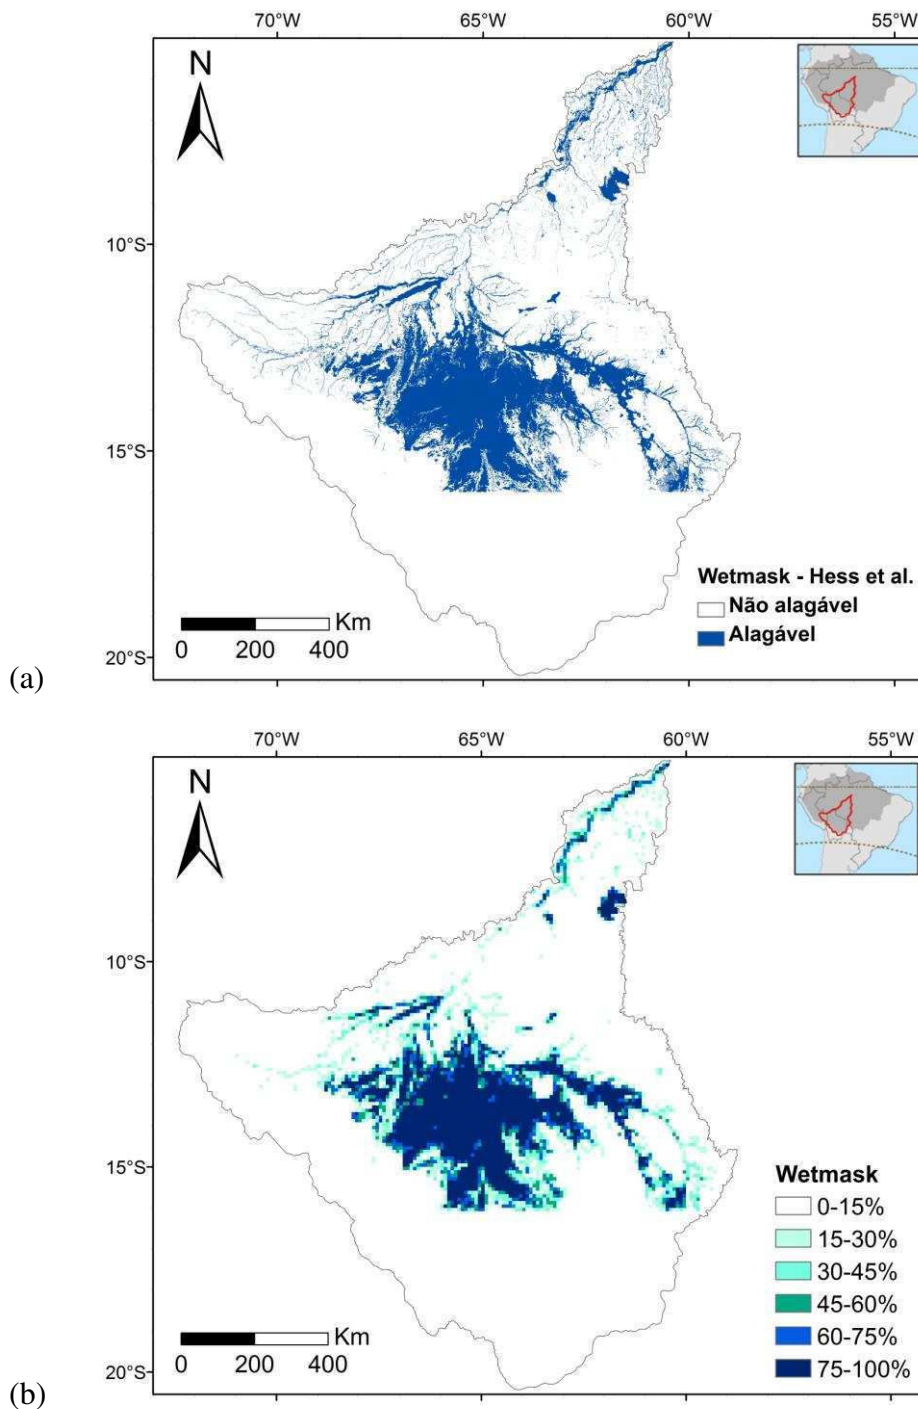 70°W 65°W 60°W 55°W
N
10°S
15°S
Wetmask - Hess et al.
Não alagável
Alagável
Km
0 200 400
20°S
(a)
70°W 65°W 60°W 55°W
N
10°S
15°S
Wetmask
0-15%
15-30%
30-45%
45-60%
60-75%
75-100%
Km
0 200 400
20°S
(b)